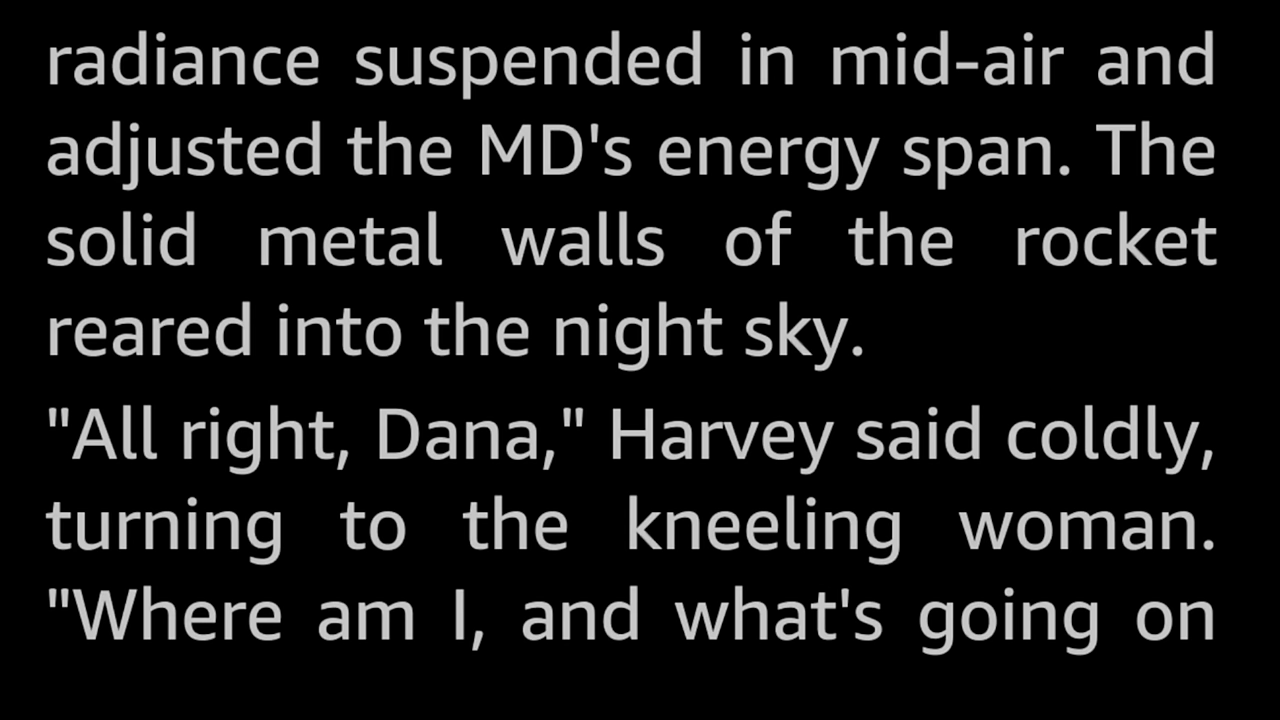 radiance suspended in mid-air and
adjusted the MD's energy span. The
solid metal walls of the rocket
reared into the night sky.
"All right, Dana," Harvey said coldly,
turning to the kneeling woman.
"Where am I, and what's going on